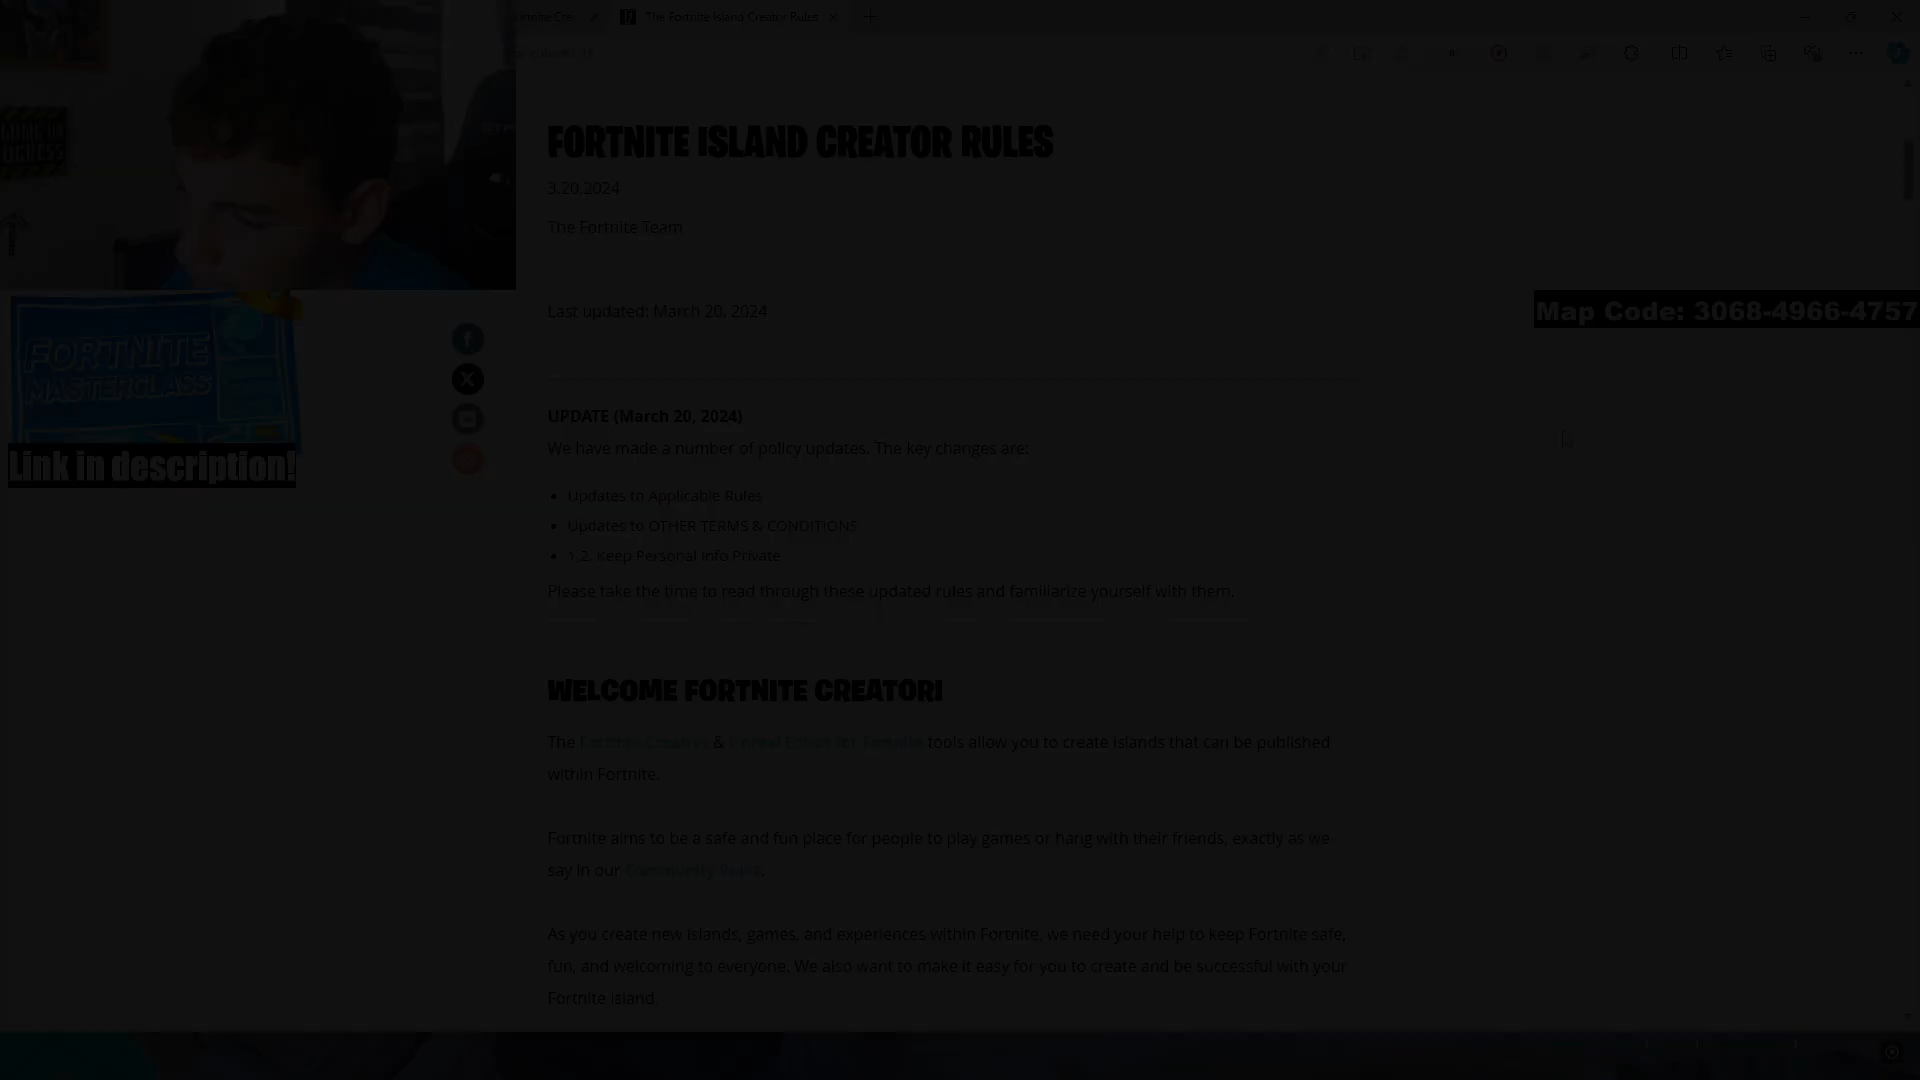 The Fortnite Island Creator Rules
FORTNITE ISLAND CREATOR RULES
3.20.2024
The Fortnite Team
Last updated: March 20, 2024
Map Code: 3068-4966-4757
FORTNITE
MASTERCLASS
Link in description!
UPDATE (March 20, 2024)
We have made a number of policy updates. The key changes are:
• Updates to Applicable Rules
• Updates to OTHER TERMS & CONDITIONS
• 1.2. Keep Personal Info Private
Please take the time to read through these updated rules and familiarize yourself with them.
WELCOME FORTNITE CREATOR!
The Fortnite Creative & Unreal Editor for Fortnite tools allow you to create islands that can be published
within Fortnite.
Fortnite aims to be a safe and fun place for people to play games or hang with their friends, exactly as we
say in our Community Rules.
As you create new islands, games, and experiences within Fortnite, we need your help to keep Fortnite safe,
fun, and welcoming to everyone. We also want to make it easy for you to create and be successful with your
Fortnite island.